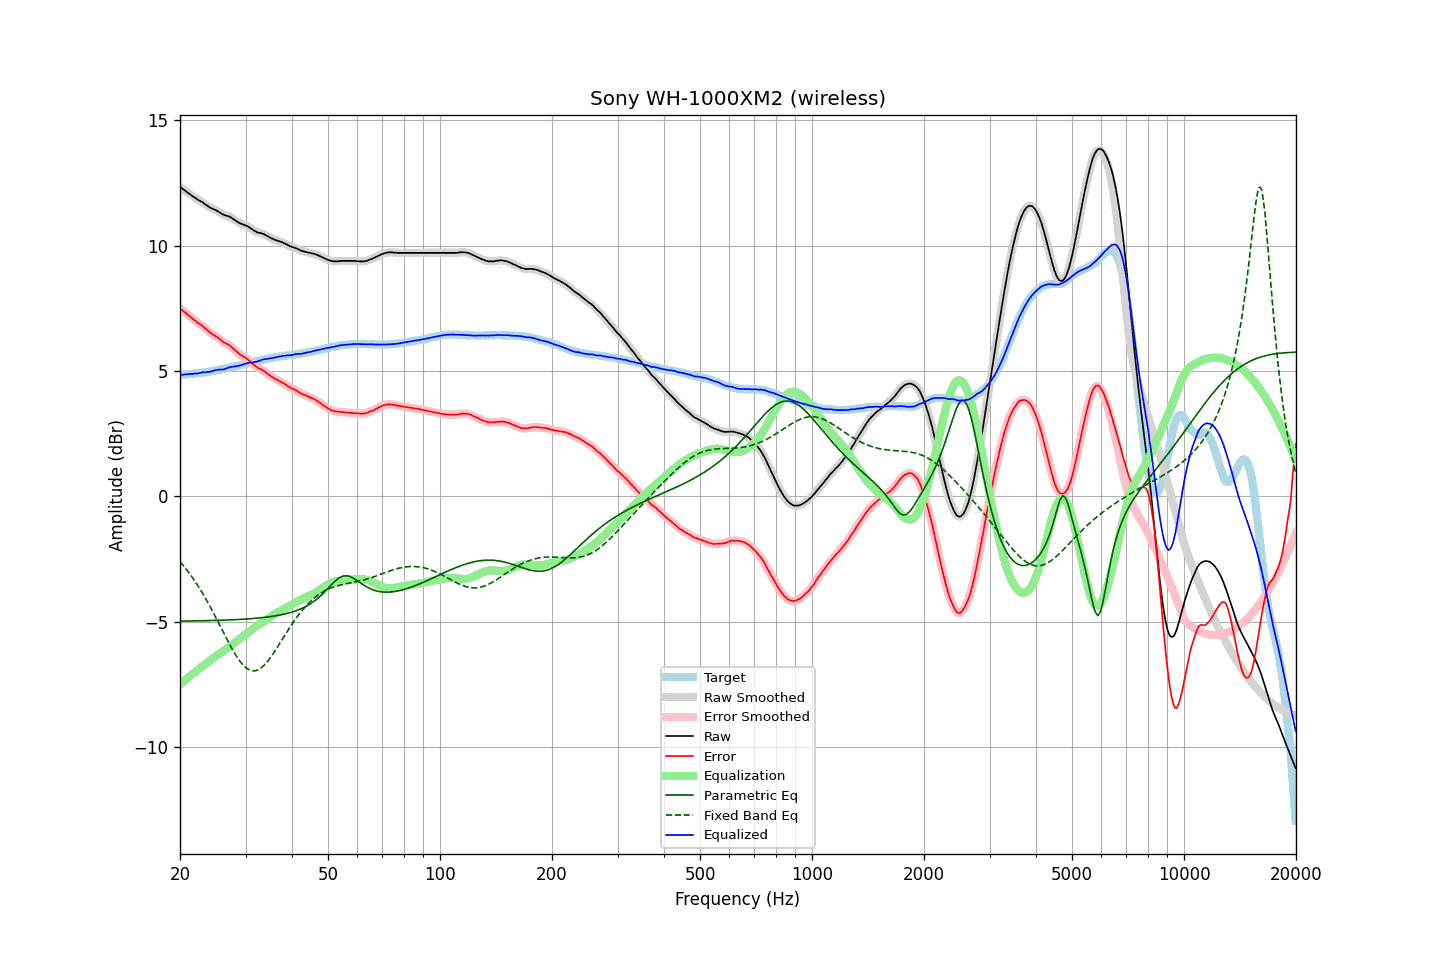 Sony WH-1000XM2 (wireless)
15
10
5
0
−5
−10
Amplitude (dBr)
Target
Raw Smoothed
Error Smoothed
Raw
Error
Equalization
Parametric Eq
Fixed Band Eq
Equalized
20 50 100 200 500 1000 2000 5000 10000 20000
Frequency (Hz)